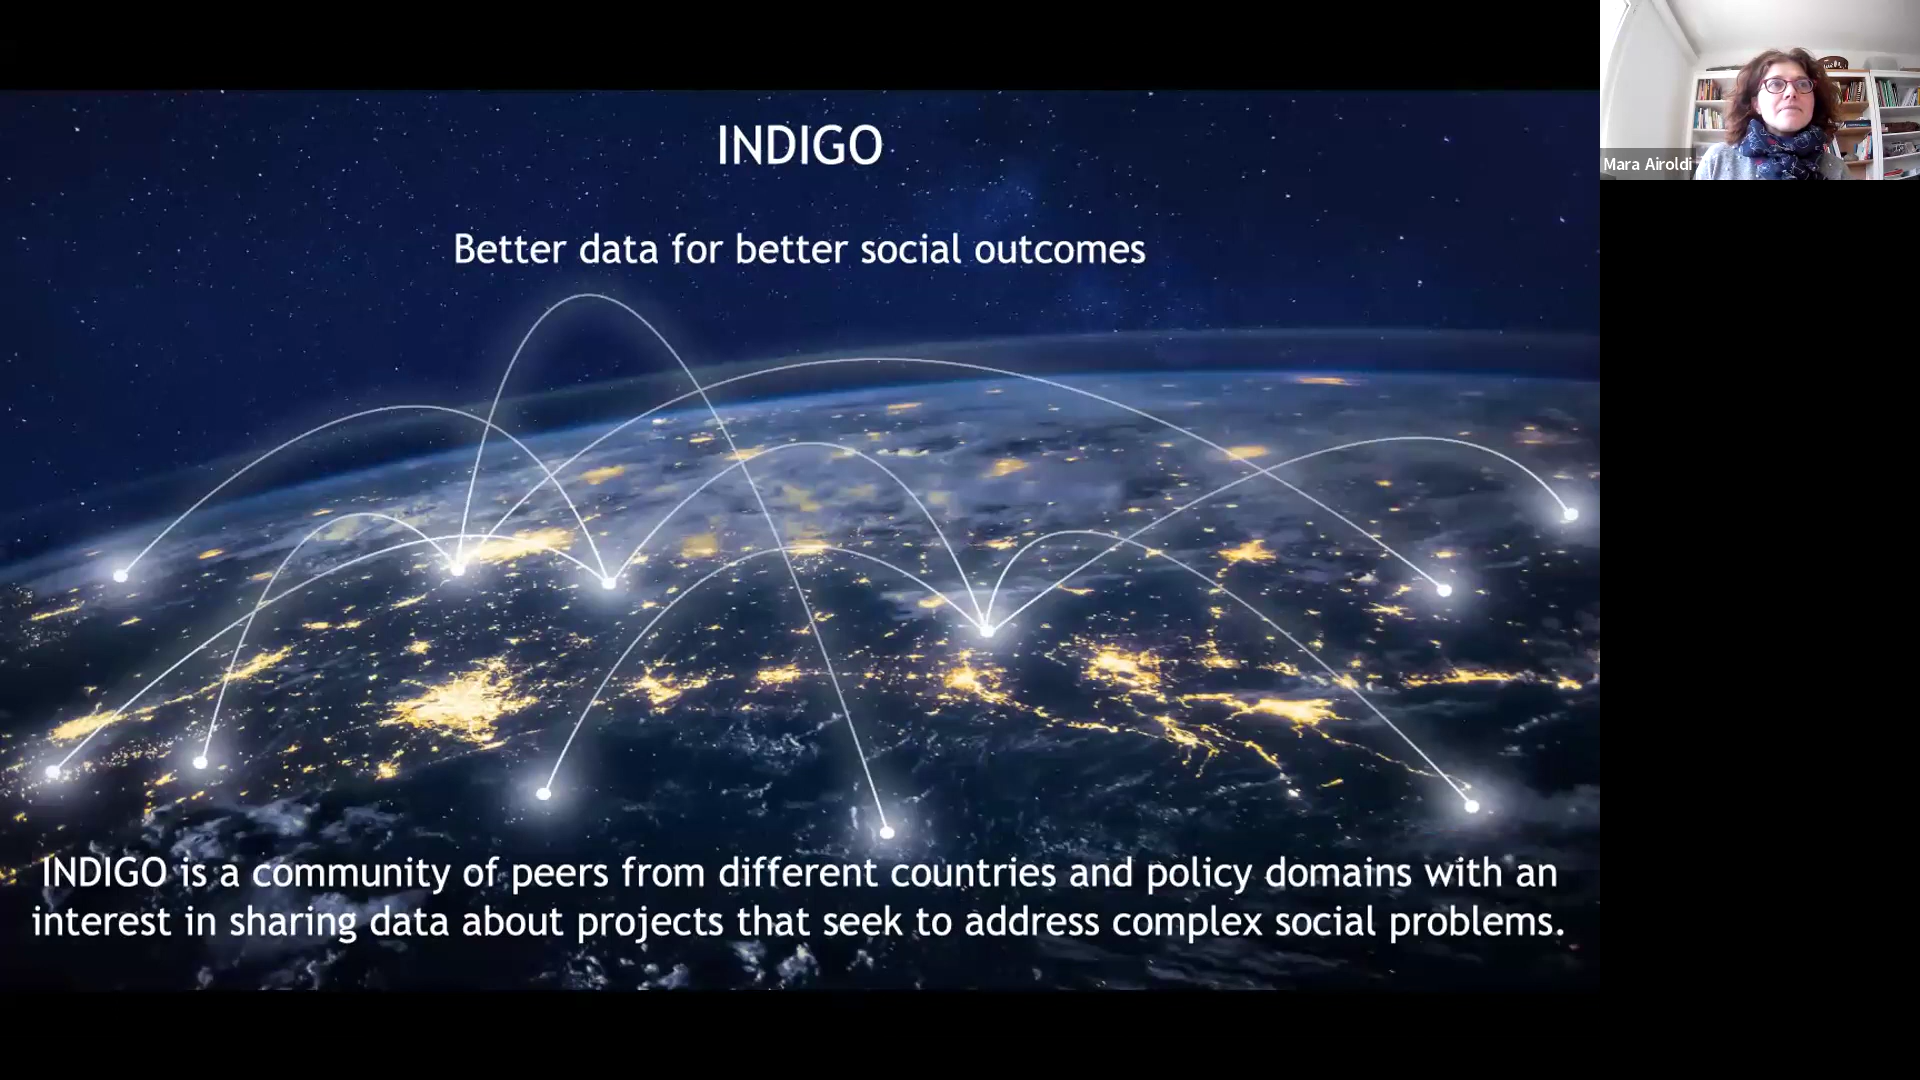 INDIGO
Better data for better social outcomes
Mara Airoldi
INDIGO is a community of peers from different countries and policy domains with an
interest in sharing data about projects that seek to address complex social problems.